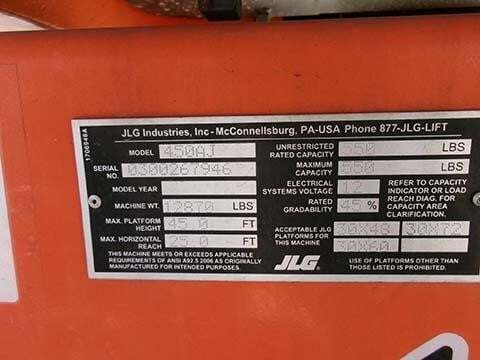 1706948A
JLG Industries, Inc - McConnellsburg, PA-USA Phone 877-JLG-LIFT
MODEL 450AJ
SERIAL NO. 0300267946
MODEL YEAR
MACHINE WT. 12870 LBS
MAX. PLATFORM HEIGHT 45.0 FT
MAX. HORIZONTAL REACH 25.0 FT
THIS MACHINE MEETS OR EXCEEDS APPLICABLE
REQUIREMENTS OF ANSI A92.5 2006 AS ORIGINALLY
MANUFACTURED FOR INTENDED PURPOSES.
UNRESTRICTED RATED CAPACITY 550 LBS
MAXIMUM CAPACITY 550 LBS
ELECTRICAL SYSTEMS VOLTAGE 12
RATED GRADABILITY 45 %
REFER TO CAPACITY
INDICATOR OR LOAD
REACH DIAG. FOR
CAPACITY AREA
CLARIFICATION.
ACCEPTABLE JLG
PLATFORMS FOR
THIS MACHINE
30X48 30X72
30X60
JLG
USE OF PLATFORMS OTHER THAN
THOSE LISTED IS PROHIBITED.